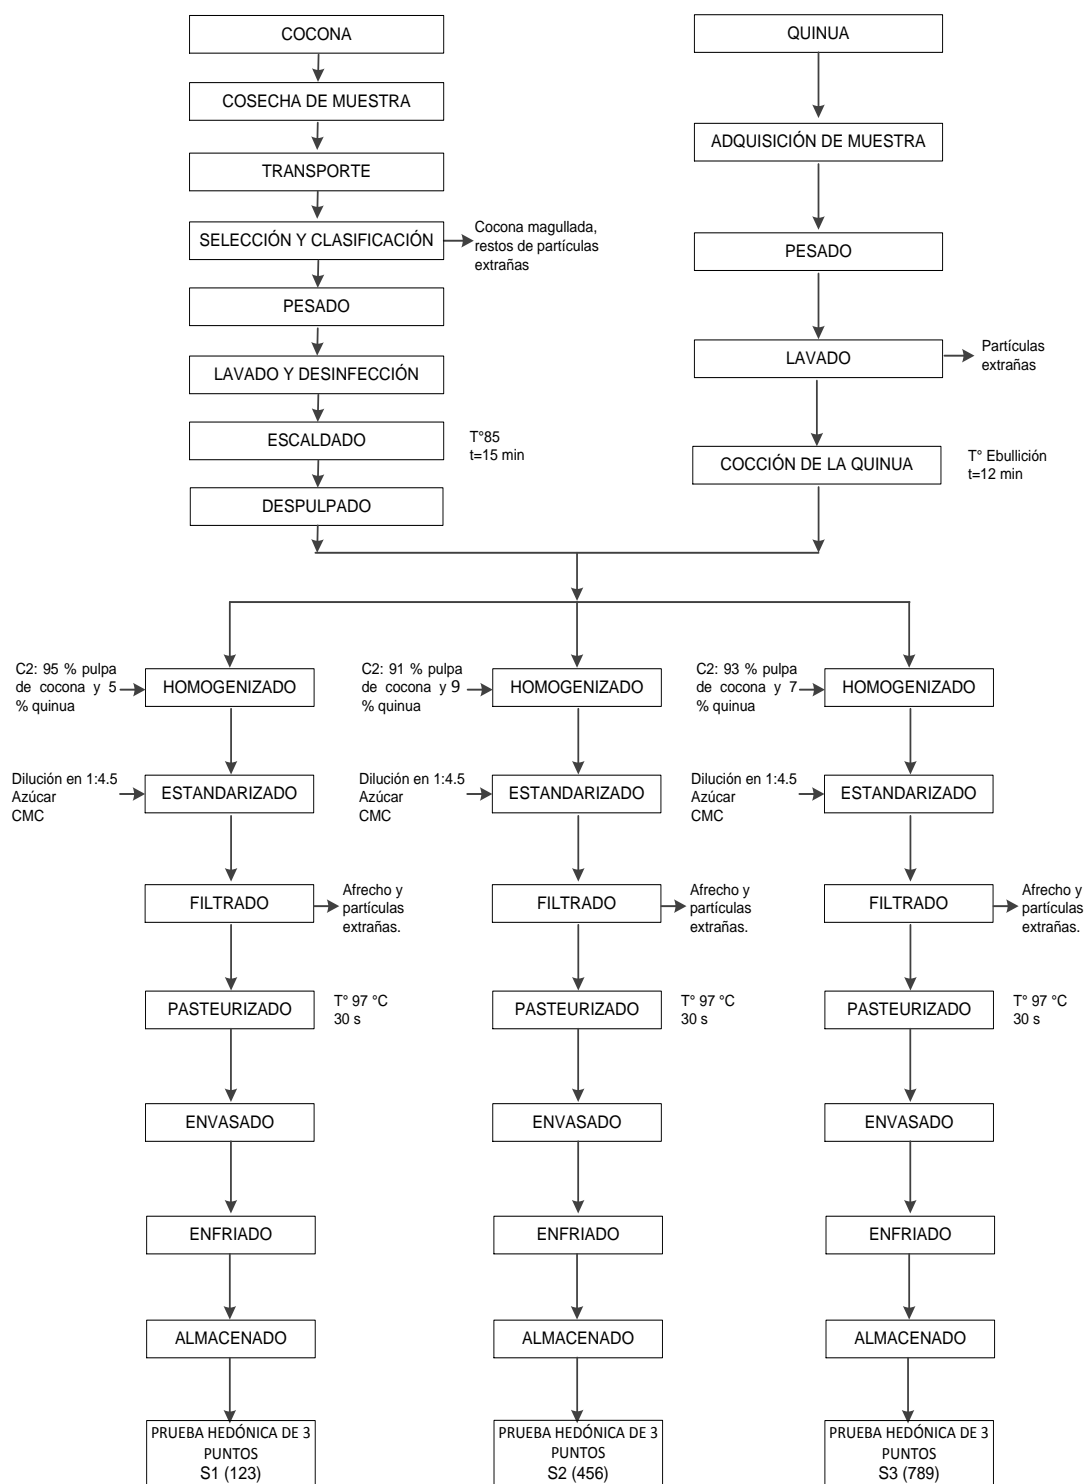 COCONA
QUINUA
COSECHA DE MUESTRA
ADQUISICIÓN DE MUESTRA
TRANSPORTE
SELECCIÓN Y CLASIFICACIÓN
Cocona magullada,
restos de partículas
extrañas
PESADO
PESADO
LAVADO
Partículas
extrañas
LAVADO Y DESINFECCIÓN
ESCALDADO
T°85
t=15 min
COCCIÓN DE LA QUINUA
T° Ebullición
t=12 min
DESPULPADO
C2: 95 % pulpa
de cocona y 5
% quinua
HOMOGENIZADO
C2: 91 % pulpa
de cocona y 9
% quinua
HOMOGENIZADO
C2: 93 % pulpa
de cocona y 7
% quinua
HOMOGENIZADO
Dilución en 1:4.5
Azúcar
CMC
ESTANDARIZADO
Dilución en 1:4.5
Azúcar
CMC
ESTANDARIZADO
Dilución en 1:4.5
Azúcar
CMC
ESTANDARIZADO
FILTRADO
Afrecho y
partículas
extrañas.
FILTRADO
Afrecho y
partículas
extrañas.
FILTRADO
Afrecho y
partículas
extrañas.
PASTEURIZADO
T° 97 °C
30 s
PASTEURIZADO
T° 97 °C
30 s
PASTEURIZADO
T° 97 °C
30 s
ENVASADO
ENVASADO
ENVASADO
ENFRIADO
ENFRIADO
ENFRIADO
ALMACENADO
ALMACENADO
ALMACENADO
PRUEBA HEDÓNICA DE 3
PUNTOS
S1 (123)
PRUEBA HEDÓNICA DE 3
PUNTOS
S2 (456)
PRUEBA HEDÓNICA DE 3
PUNTOS
S3 (789)